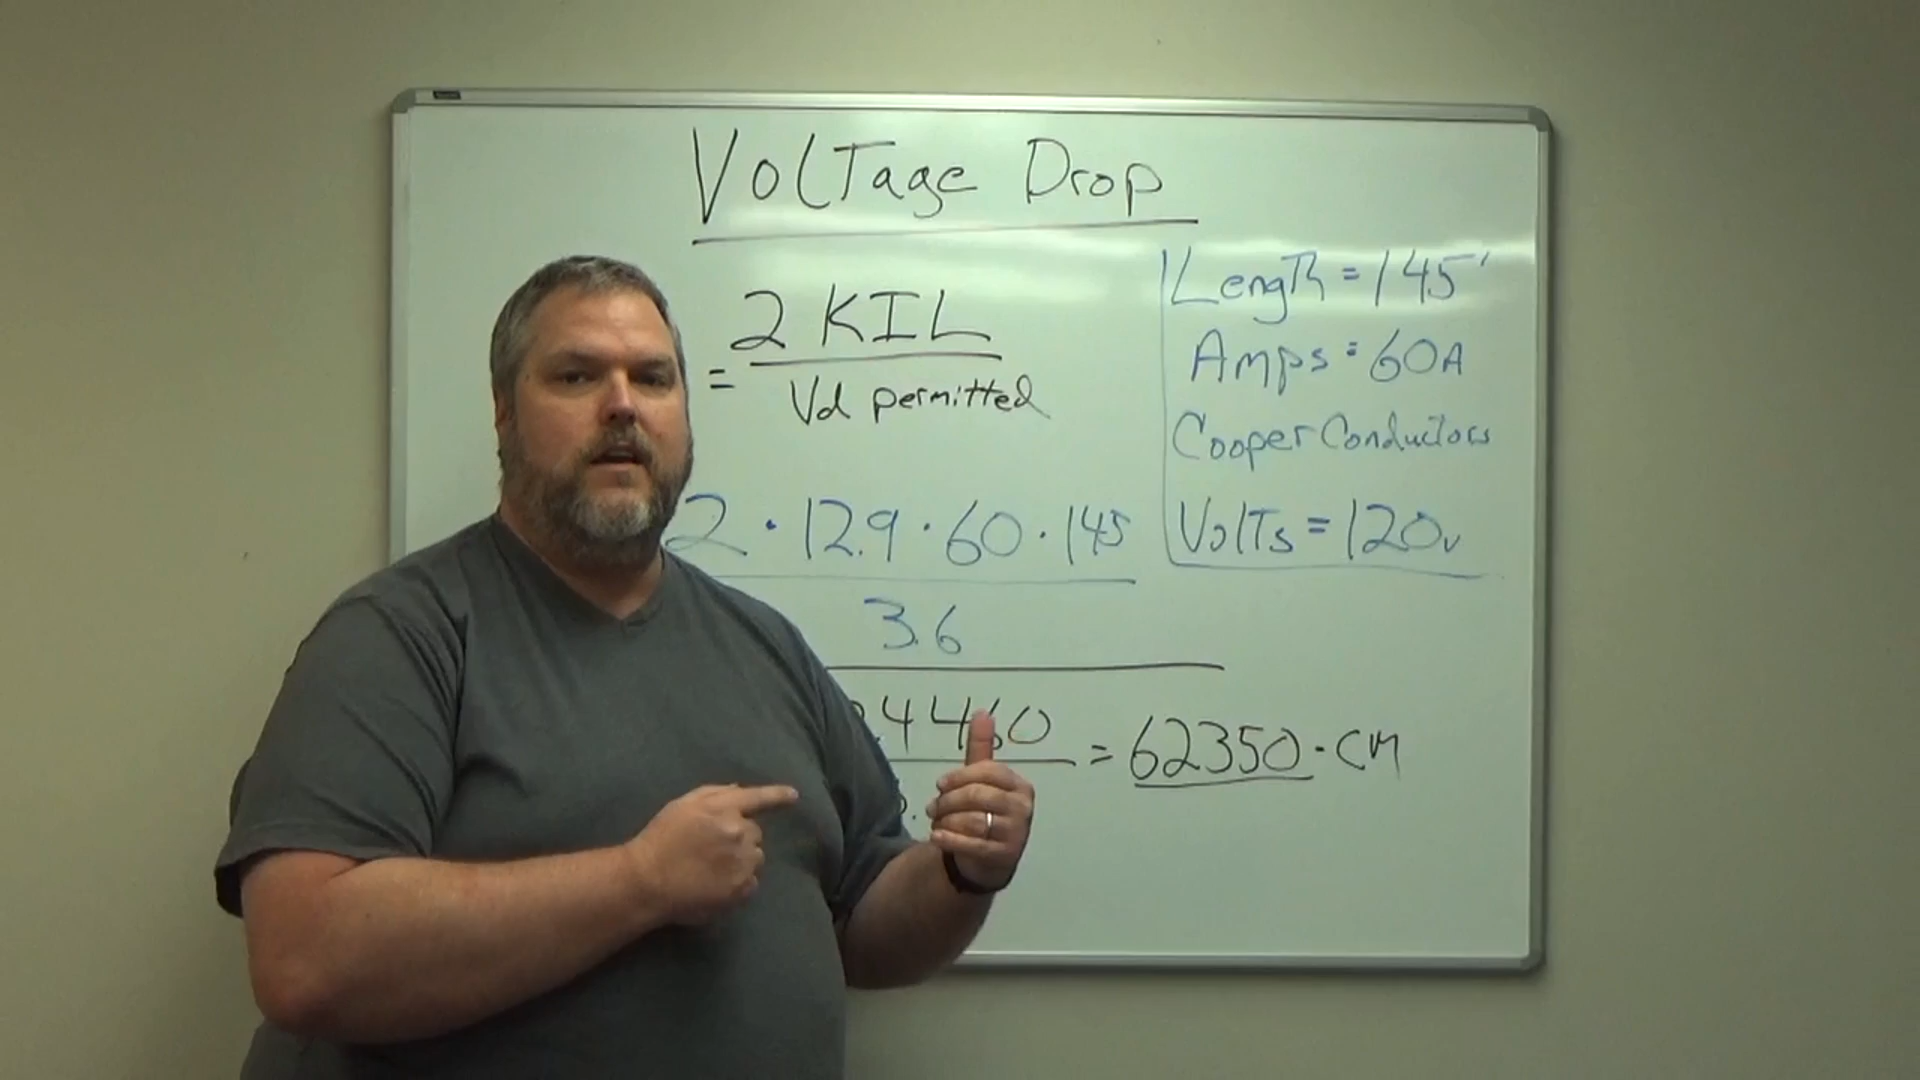 Voltage Drop
= 2 KIL
Vd permitted
Length = 145'
Amps = 60A
Cooper Conductors
Volts = 120v
2 · 12.9 · 60 · 145
3.6
4460 = 62350 · CM